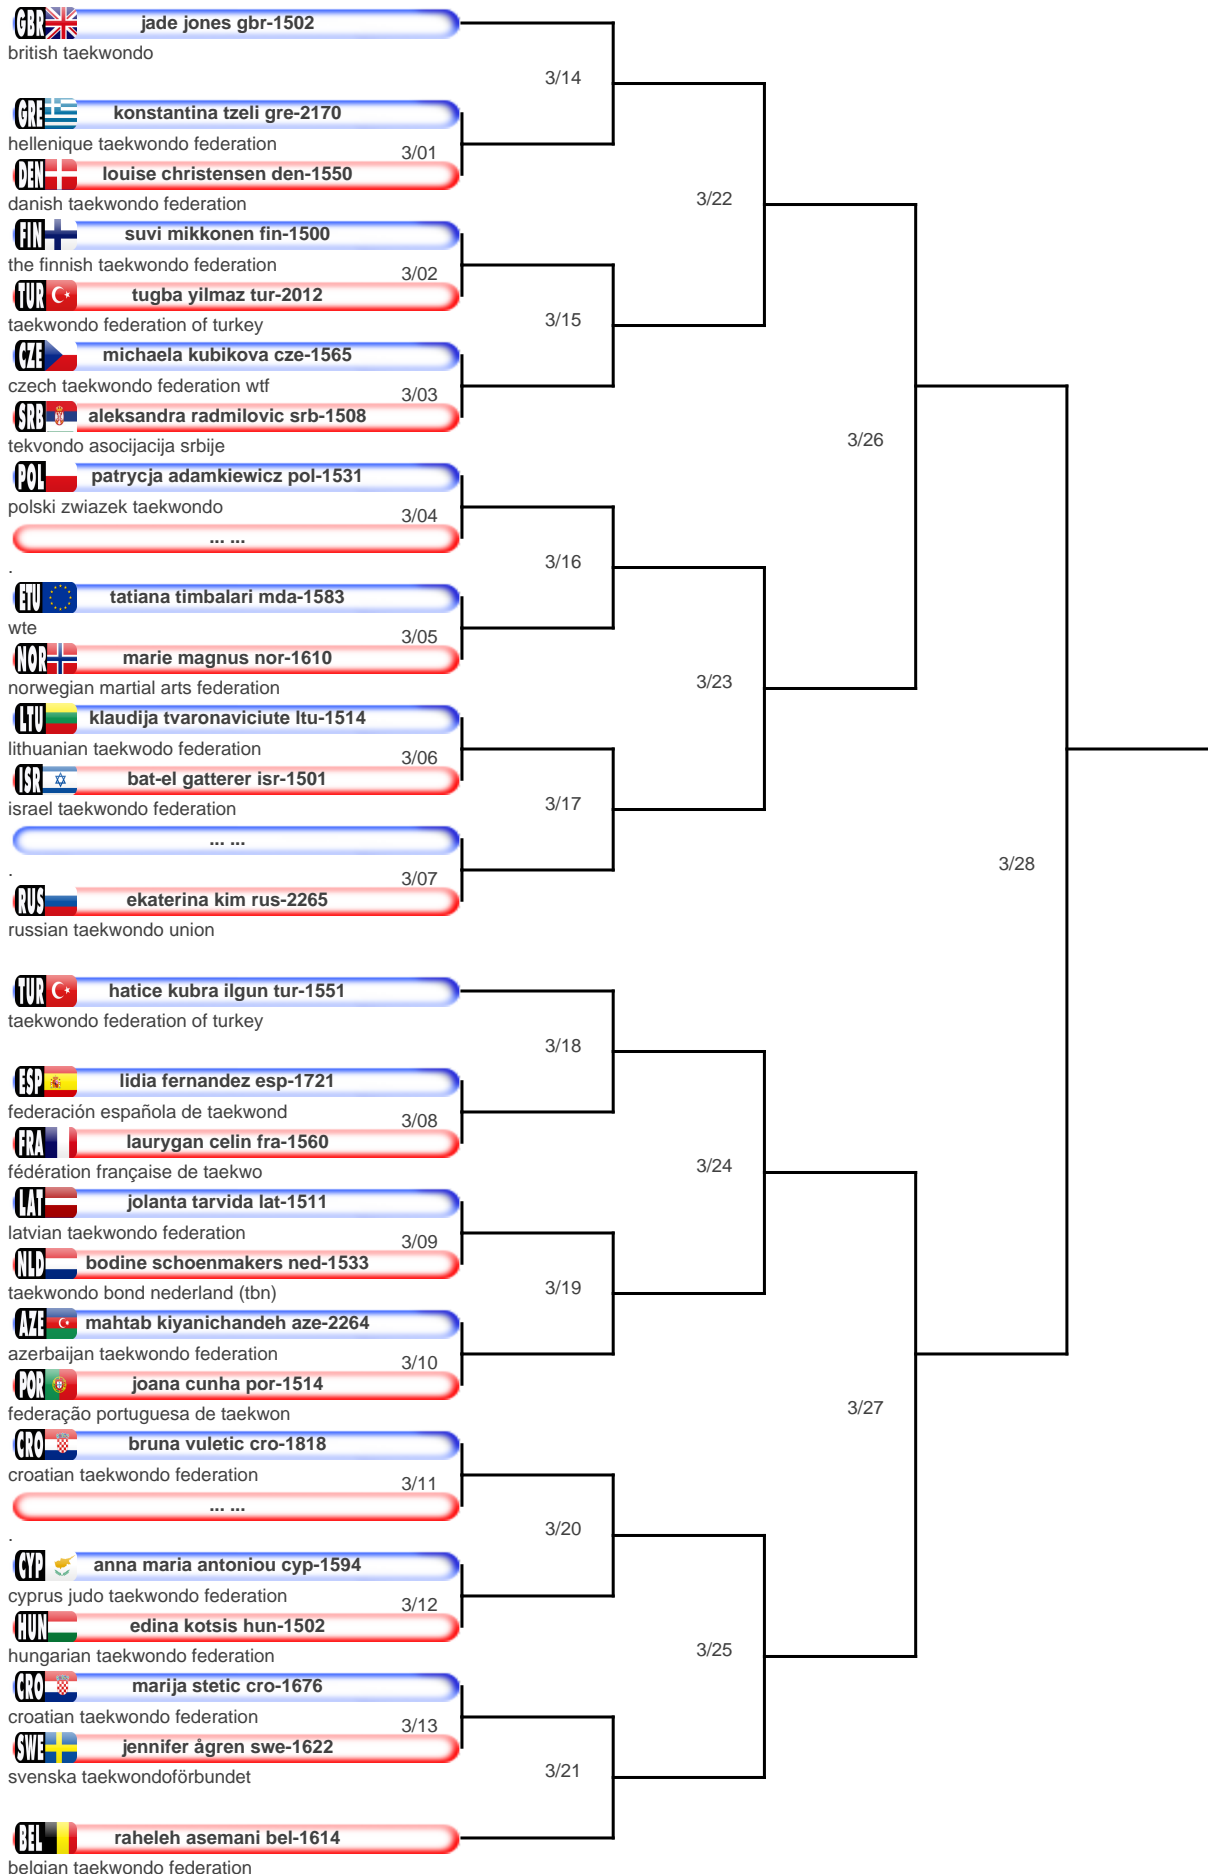 GBR jade jones gbr-1502
british taekwondo
3/14
GRE konstantina tzeli gre-2170
hellenique taekwondo federation
3/01
DEN louise christensen den-1550
danish taekwondo federation
3/22
FIN suvi mikkonen fin-1500
the finnish taekwondo federation
3/02
TUR tugba yilmaz tur-2012
taekwondo federation of turkey
3/15
CZE michaela kubikova cze-1565
czech taekwondo federation wtf
3/03
SRB aleksandra radmilovic srb-1508
tekvondo asocijacija srbije
3/26
POL patrycja adamkiewicz pol-1531
polski zwiazek taekwondo
3/04
... ...
.
3/16
ETU tatiana timbalari mda-1583
wte
3/05
NOR marie magnus nor-1610
norwegian martial arts federation
3/23
LTU klaudija tvaronaviciute ltu-1514
lithuanian taekwodo federation
3/06
ISR bat-el gatterer isr-1501
israel taekwondo federation
3/17
... ...
.
3/07
3/28
RUS ekaterina kim rus-2265
russian taekwondo union
TUR hatice kubra ilgun tur-1551
taekwondo federation of turkey
3/18
ESP lidia fernandez esp-1721
federación española de taekwond
3/08
FRA laurygan celin fra-1560
fédération française de taekwo
3/24
LAT jolanta tarvida lat-1511
latvian taekwondo federation
3/09
NLD bodine schoenmakers ned-1533
taekwondo bond nederland (tbn)
3/19
AZE mahtab kiyanichandeh aze-2264
azerbaijan taekwondo federation
3/10
POR joana cunha por-1514
federação portuguesa de taekwon
3/27
CRO bruna vuletic cro-1818
croatian taekwondo federation
3/11
... ...
.
3/20
CYP anna maria antoniou cyp-1594
cyprus judo taekwondo federation
3/12
HUN edina kotsis hun-1502
hungarian taekwondo federation
3/25
CRO marija stetic cro-1676
croatian taekwondo federation
3/13
SWE jennifer ågren swe-1622
svenska taekwondoförbundet
3/21
BEL raheleh asemani bel-1614
belgian taekwondo federation